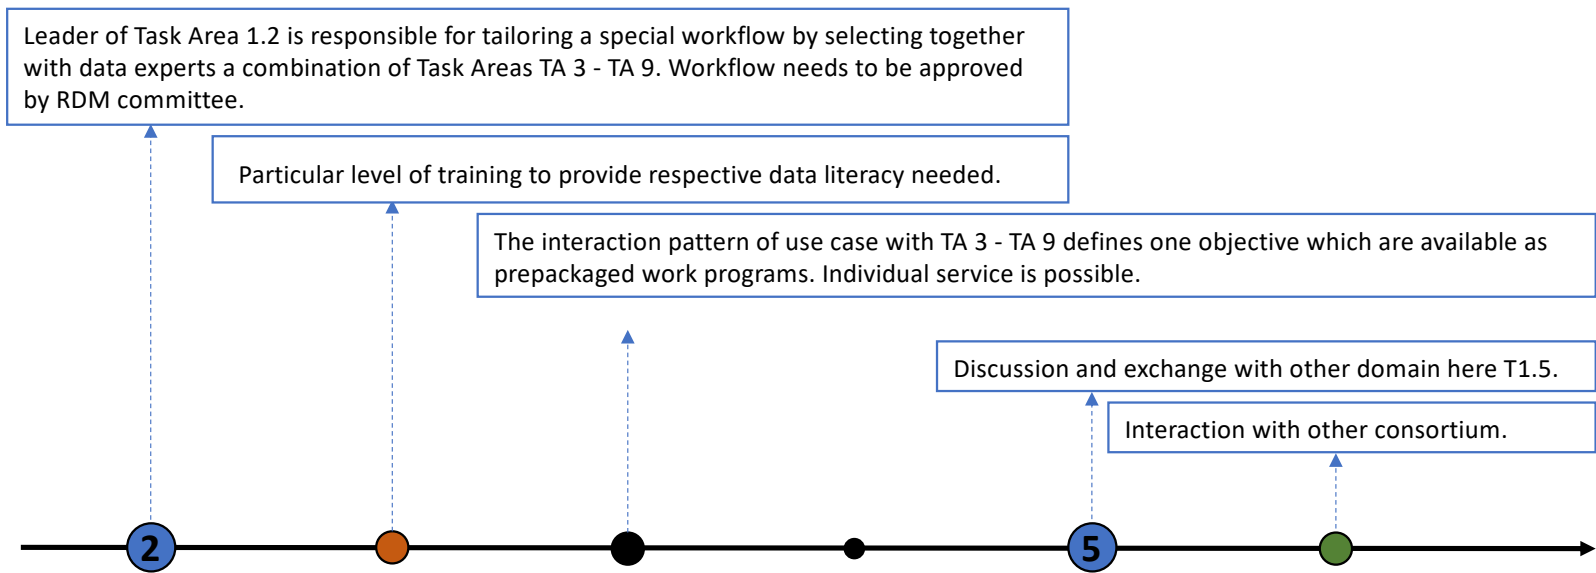 Leader of Task Area 1.2 is responsible for tailoring a special workflow by selecting together
with data experts a combination of Task Areas TA 3 - TA 9. Workflow needs to be approved
by RDM committee.
Particular level of training to provide respective data literacy needed.
The interaction pattern of use case with TA 3 - TA 9 defines one objective which are available as
prepackaged work programs. Individual service is possible.
Discussion and exchange with other domain here T1.5.
Interaction with other consortium.
2
5